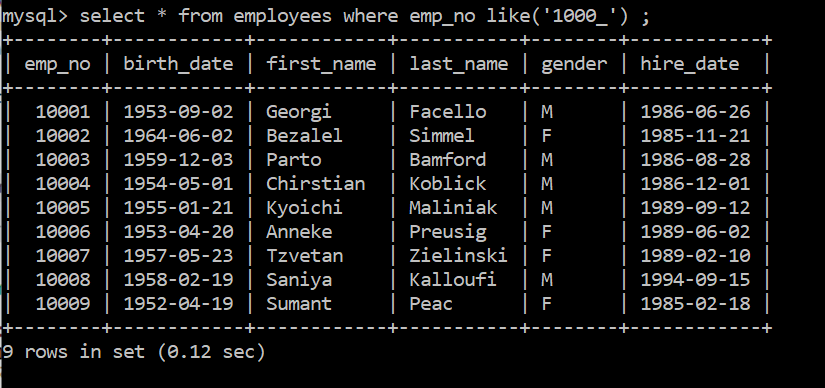 mysql> select * from employees where emp_no like('1000_') ;
+--------+------------+------------+-----------+--------+------------+
| emp_no | birth_date | first_name | last_name | gender | hire_date  |
+--------+------------+------------+-----------+--------+------------+
|  10001 | 1953-09-02 | Georgi     | Facello   | M      | 1986-06-26 |
|  10002 | 1964-06-02 | Bezalel    | Simmel    | F      | 1985-11-21 |
|  10003 | 1959-12-03 | Parto      | Bamford   | M      | 1986-08-28 |
|  10004 | 1954-05-01 | Chirstian  | Koblick   | M      | 1986-12-01 |
|  10005 | 1955-01-21 | Kyoichi    | Maliniak  | M      | 1989-09-12 |
|  10006 | 1953-04-20 | Anneke     | Preusig   | F      | 1989-06-02 |
|  10007 | 1957-05-23 | Tzvetan    | Zielinski | F      | 1989-02-10 |
|  10008 | 1958-02-19 | Saniya     | Kalloufi  | M      | 1994-09-15 |
|  10009 | 1952-04-19 | Sumant     | Peac      | F      | 1985-02-18 |
+--------+------------+------------+-----------+--------+------------+
9 rows in set (0.12 sec)